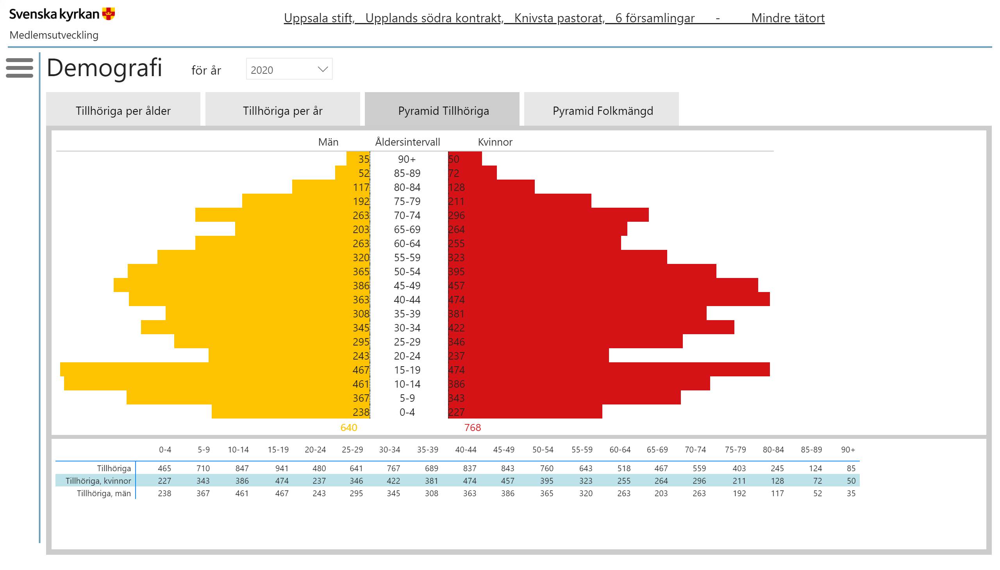 Svenska kyrkan
Uppsala stift, Upplands södra kontrakt, Knivsta pastorat, 6 församlingar - Mindre tätort
Medlemsutveckling
Demografi för år 2020
Tillhöriga per ålder Tillhöriga per år Pyramid Tillhöriga Pyramid Folkmängd
Män Åldersintervall Kvinnor
35 90+ 50
52 85-89 72
117 80-84 128
192 75-79 211
263 70-74 296
203 65-69 264
263 60-64 255
320 55-59 323
365 50-54 395
386 45-49 457
363 40-44 474
308 35-39 381
345 30-34 422
295 25-29 346
243 20-24 237
467 15-19 474
461 10-14 386
367 5-9 343
238 0-4 227
640 768
0-4 5-9 10-14 15-19 20-24 25-29 30-34 35-39 40-44 45-49 50-54 55-59 60-64 65-69 70-74 75-79 80-84 85-89 90+
Tillhöriga 465 710 847 941 480 641 767 689 837 843 760 643 518 467 559 403 245 124 85
Tillhöriga, kvinnor 227 343 386 474 237 346 422 381 474 457 395 323 255 264 296 211 128 72 50
Tillhöriga, män 238 367 461 467 243 295 345 308 363 386 365 320 263 203 263 192 117 52 35